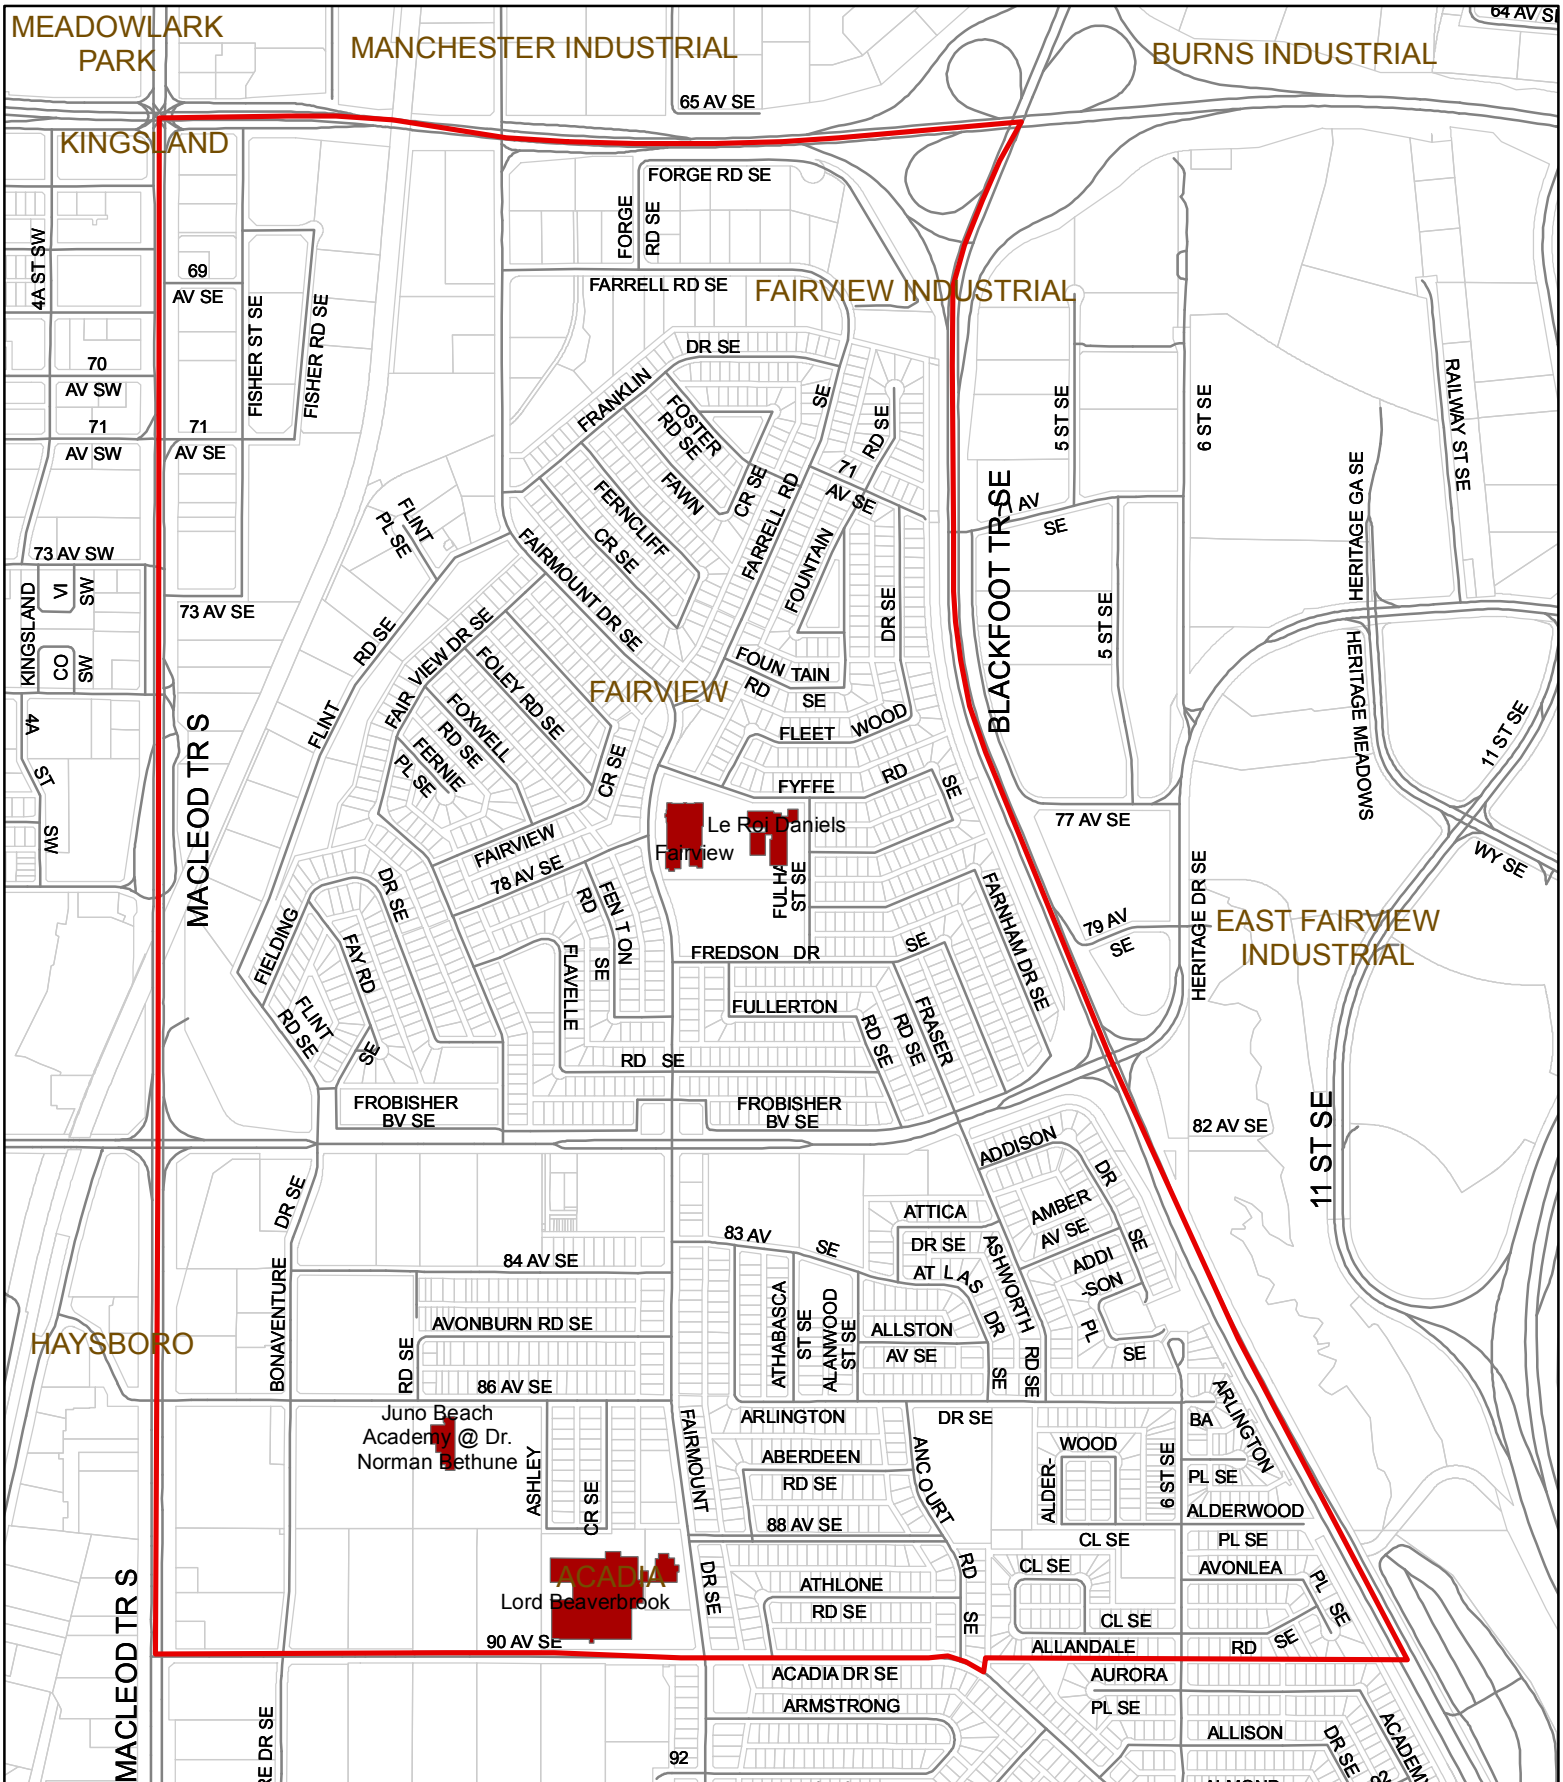 MEADOWLARK
PARK
MANCHESTER INDUSTRIAL
BURNS INDUSTRIAL
64 AV S
65 AV SE
KINGSLAND
FORGE RD SE
FORGE
RD SE
4A ST SW
69
AV SE
FARRELL RD SE
FAIRVIEW INDUSTRIAL
FISHER ST SE
FISHER RD SE
DR SE
FRANKLIN
70
AV SW
71
AV SW
71
AV SE
FOSTER
RD SE
SE
RD SE
5 ST SE
6 ST SE
RAILWAY ST SE
FAWN
CR SE
FARRELL RD
71
AV SE
FERNCLIFF
CR SE
FLINT
PL SE
FAIRMOUNT DR SE
FOUNTAIN
DR SE
BLACKFOOT TR SE
71 AV
SE
HERITAGE GA SE
73 AV SW
KINGSLAND
VI
SW
CO
SW
73 AV SE
5 ST SE
RD SE
FLINT
FAIR VIEW DR SE
FOLEY RD SE
FOXWELL
RD SE
FERNIE
PL SE
FAIRVIEW
FOUN TAIN
RD
SE
HERITAGE MEADOWS
11 ST SE
WY SE
4A
ST
SW
MACLEOD TR S
FLEET
WOOD
CR SE
FYFFE
RD
SE
77 AV SE
Le Roi Daniels
Fairview
FULHA
ST SE
FAIRVIEW
78 AV SE
DR SE
FEN T ON
RD
SE
FARNHAM DR SE
HERITAGE DR SE
79 AV
SE
EAST FAIRVIEW
INDUSTRIAL
FIELDING
FAY RD
SE
FLINT
RD SE
FLAVELLE
RD SE
FREDSON DR
SE
FULLERTON
RD SE
FRASER
RD SE
FROBISHER
BV SE
FROBISHER
BV SE
82 AV SE
11 ST SE
ADDISON
DR
SE
AMBER
AV SE
ADDI
-SON
PL
SE
DR SE
BONAVENTURE
84 AV SE
83 AV
SE
ATTICA
DR SE
AT L AS
DR
SE
ASHWORTH
RD SE
HAYSBORO
AVONBURN RD SE
RD SE
86 AV SE
ATHABASCA
ST SE
ALANWOOD
ST SE
ALLSTON
AV SE
Juno Beach
Academy @ Dr.
Norman Bethune
ASHLEY
CR SE
FAIRMOUNT
DR SE
ARLINGTON
DR SE
ABERDEEN
RD SE
ANC OURT
RD
SE
88 AV SE
ALDER-
WOOD
CL SE
6 ST SE
BA
PL SE
ARLINGTON
ALDERWOOD
PL SE
AVONLEA
PL SE
CL SE
CL SE
ATHLONE
RD SE
ACADIA
Lord Beaverbrook
90 AV SE
ALLANDALE
RD
SE
MACLEOD TR S
ACADIA DR SE
ARMSTRONG
AURORA
PL SE
ALLISON
DR SE
ACADEMY
RE DR SE
92